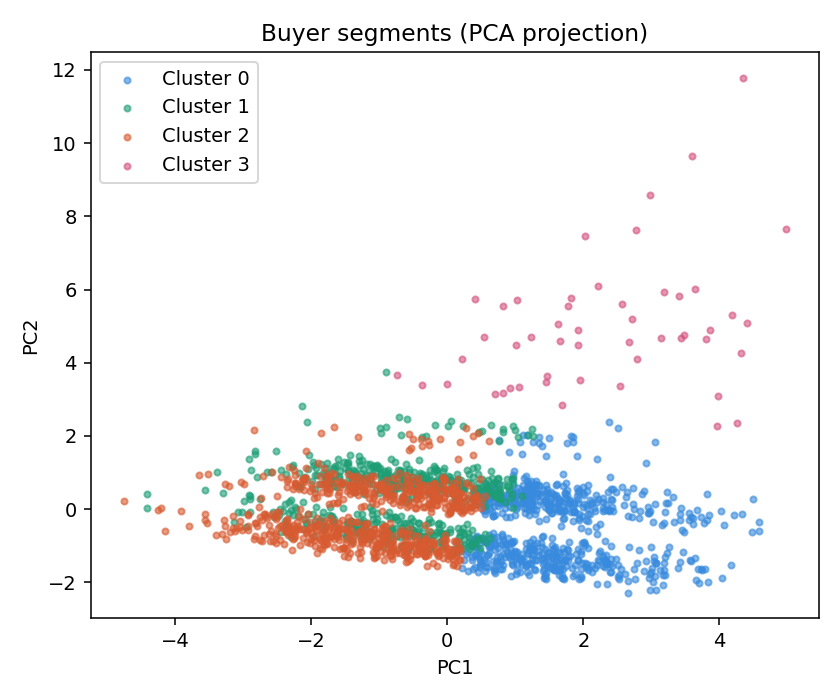 Buyer segments (PCA projection)
Cluster 0
Cluster 1
Cluster 2
Cluster 3
12
10
8
6
4
2
0
−2
PC2
−4
−2
0
2
4
PC1